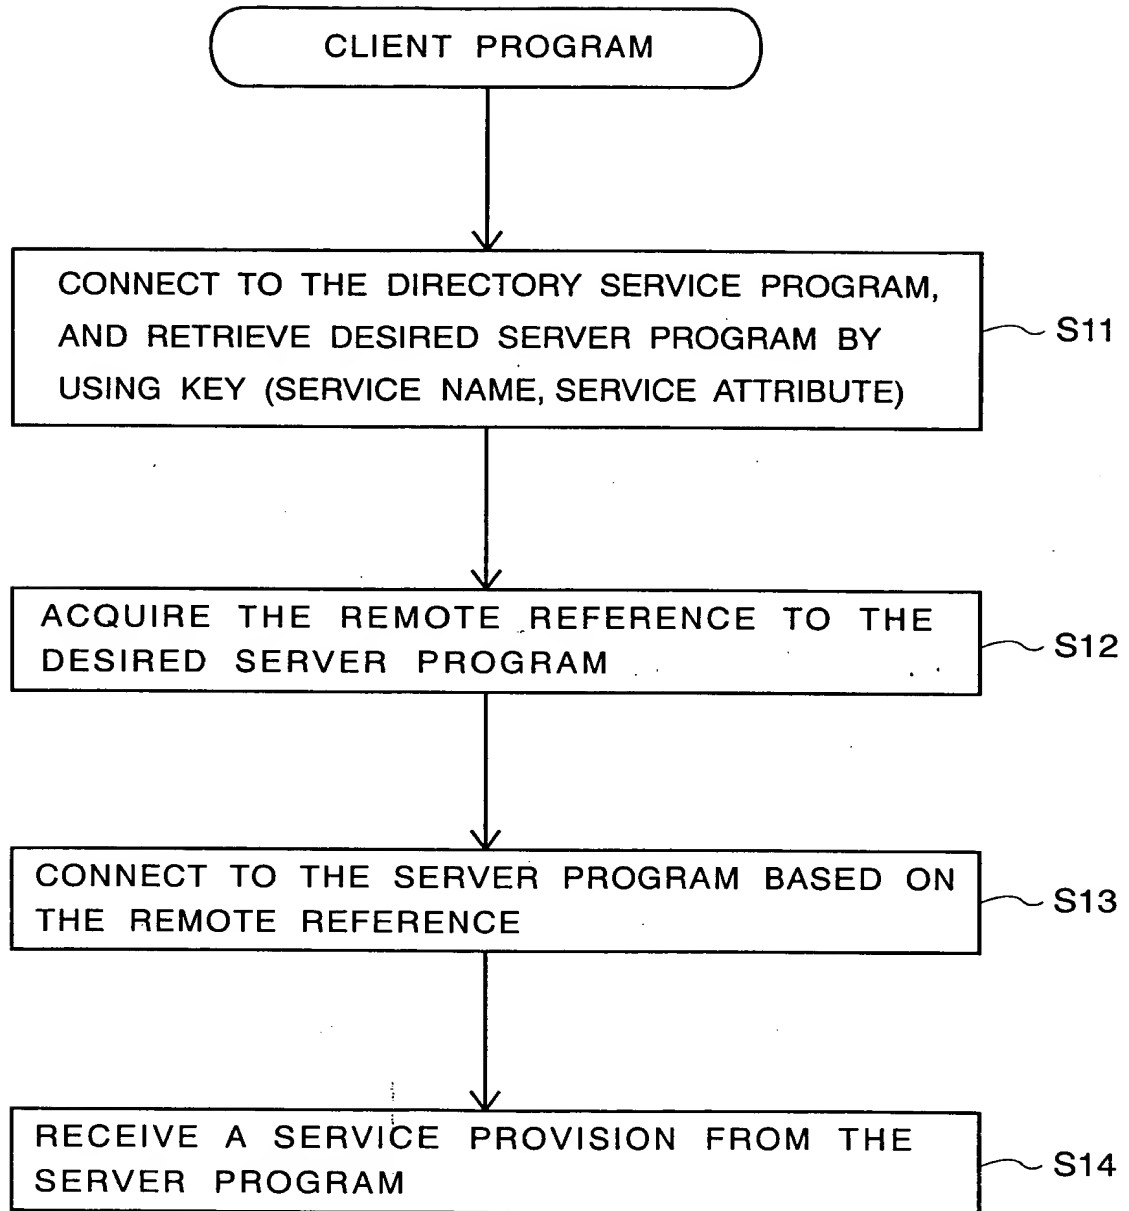 CLIENT PROGRAM
CONNECT TO THE DIRECTORY SERVICE PROGRAM,
AND RETRIEVE DESIRED SERVER PROGRAM BY
USING KEY (SERVICE NAME, SERVICE ATTRIBUTE)
S11
ACQUIRE THE REMOTE REFERENCE TO THE
DESIRED SERVER PROGRAM
S12
CONNECT TO THE SERVER PROGRAM BASED ON
THE REMOTE REFERENCE
S13
RECEIVE A SERVICE PROVISION FROM THE
SERVER PROGRAM
S14